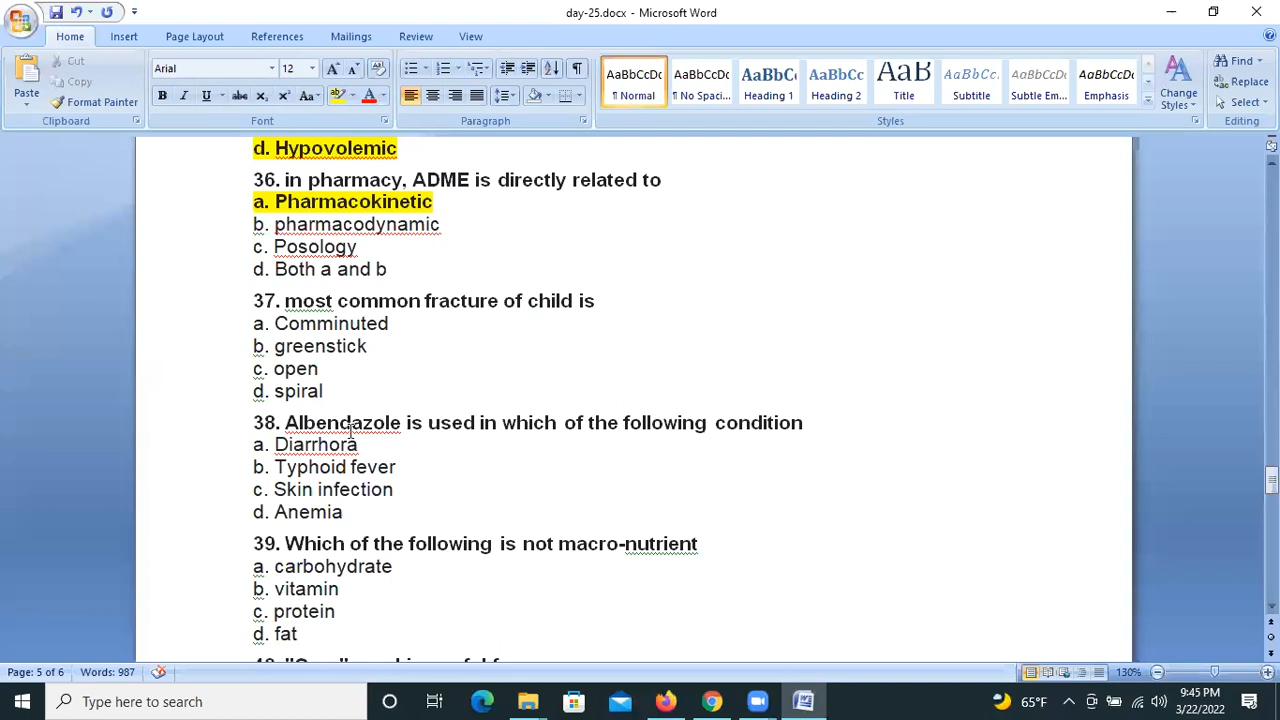 day-25.docx - Microsoft Word
Home Insert Page Layout References Mailings Review View
Paste
Cut
Copy
Format Painter
Clipboard
Arial 12
Font
Paragraph
AaBbCcDc AaBbCcDc AaBbC AaBbCc AaB AaBbCc. AaBbCcDc AaBbCcDc
¶ Normal ¶ No Spaci... Heading 1 Heading 2 Title Subtitle Subtle Em... Emphasis
Styles
Change Styles
Find
Replace
Select
Editing
d. Hypovolemic
36. in pharmacy, ADME is directly related to
a. Pharmacokinetic
b. pharmacodynamic
c. Posology
d. Both a and b
37. most common fracture of child is
a. Comminuted
b. greenstick
c. open
d. spiral
38. Albendazole is used in which of the following condition
a. Diarrhora
b. Typhoid fever
c. Skin infection
d. Anemia
39. Which of the following is not macro-nutrient
a. carbohydrate
b. vitamin
c. protein
d. fat
Page: 5 of 6 Words: 987 130%
Type here to search
65°F
9:45 PM
3/22/2022